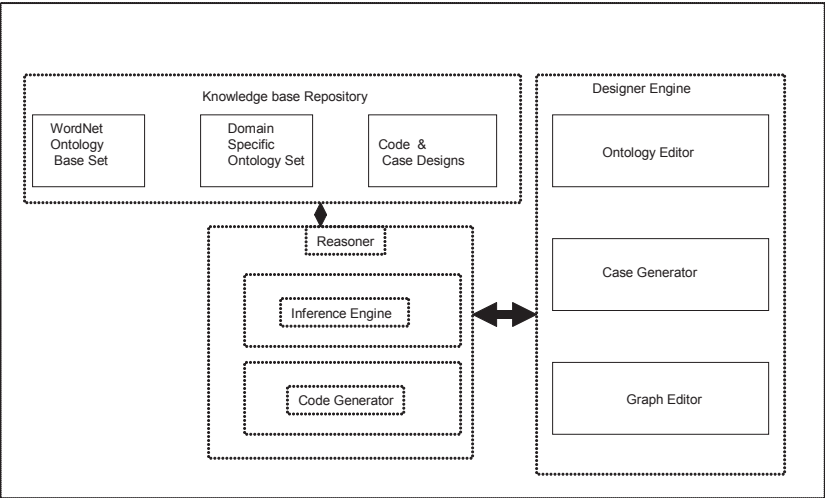 Knowledge base Repository
WordNet
Ontology
Base Set
Domain
Specific
Ontology Set
Code &
Case Designs
Reasoner
Inference Engine
Code Generator
Designer Engine
Ontology Editor
Case Generator
Graph Editor